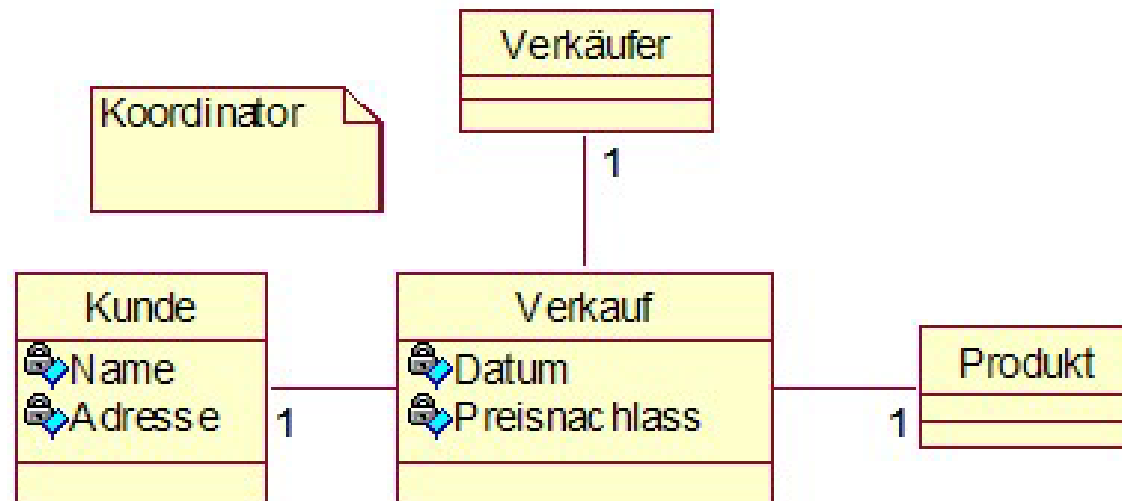 Verkäufer
Koordinator
1
Kunde
Name
Adresse
1
Verkauf
Datum
Preisnachlass
Produkt
1